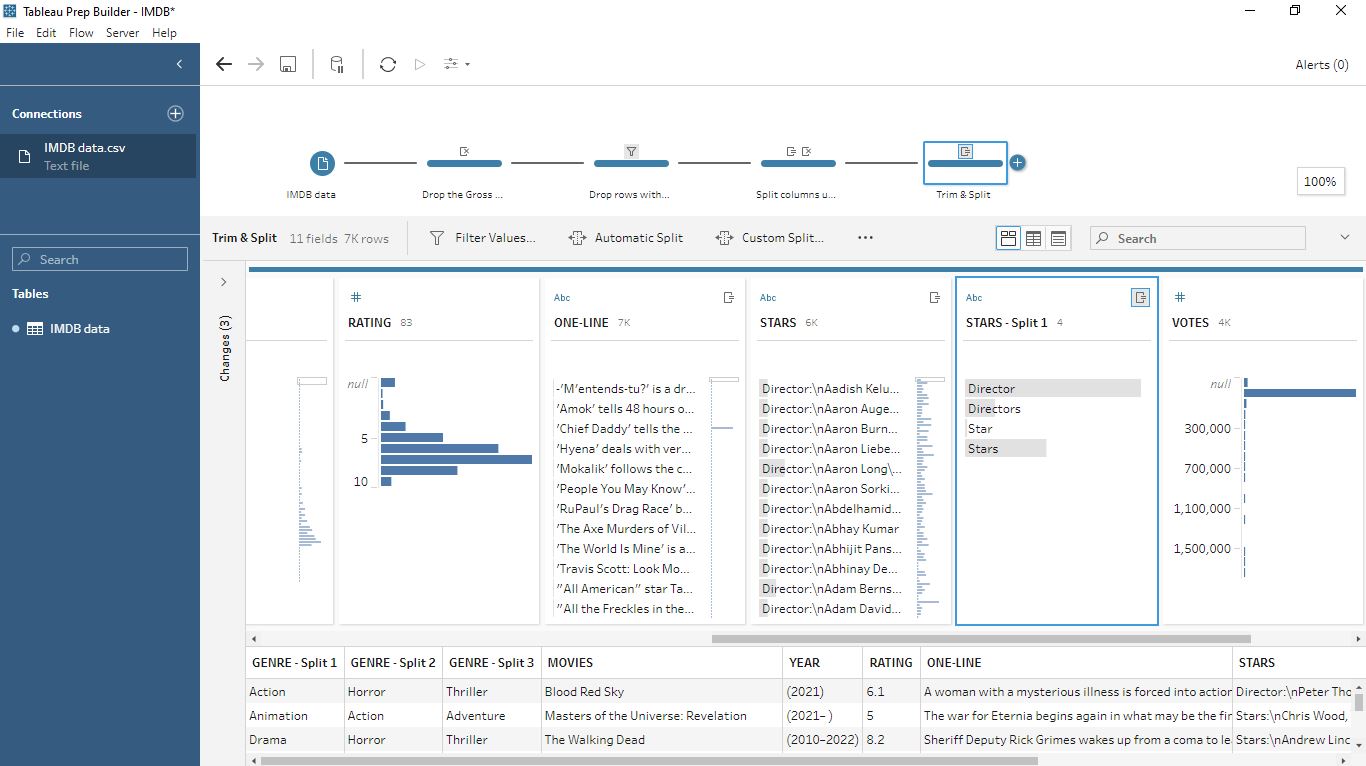 Tableau Prep Builder - IMDB*
File Edit Flow Server Help
Alerts (0)
Connections
IMDB data.csv
Text file
Search
Tables
IMDB data
IMDB data
Drop the Gross ...
Drop rows with...
Split columns u...
Trim & Split
100%
Trim & Split 11 fields 7K rows
Filter Values...
Automatic Split
Custom Split...
Search
Changes (3)
#
RATING 83
null
5
10
Abc
ONE-LINE 7K
-'M'entends-tu?' is a dr...
'Amok' tells 48 hours o...
'Chief Daddy' tells the ...
'Hyena' deals with ver...
'Mokalik' follows the c...
'People You May Know'...
'RuPaul's Drag Race' b...
'The Axe Murders of Vil...
'The World Is Mine' is a...
'Travis Scott: Look Mo...
"All American" star Ta...
"All the Freckles in the...
Abc
STARS 6K
Director:\nAadish Kelu...
Director:\nAaron Auge...
Director:\nAaron Burn...
Director:\nAaron Liebe...
Director:\nAaron Long\...
Director:\nAaron Sorki...
Director:\nAbdelhamid...
Director:\nAbhay Kumar
Director:\nAbhijit Pans...
Director:\nAbhinay De...
Director:\nAdam Berns...
Director:\nAdam David...
Abc
STARS - Split 1 4
Director
Directors
Star
Stars
#
VOTES 4K
null
300,000
700,000
1,100,000
1,500,000
GENRE - Split 1 GENRE - Split 2 GENRE - Split 3 MOVIES YEAR RATING ONE-LINE STARS
Action Horror Thriller Blood Red Sky (2021) 6.1 A woman with a mysterious illness is forced into action Director:\nPeter Tho
Animation Action Adventure Masters of the Universe: Revelation (2021– ) 5 The war for Eternia begins again in what may be the fir Stars:\nChris Wood,
Drama Horror Thriller The Walking Dead (2010–2022) 8.2 Sheriff Deputy Rick Grimes wakes up from a coma to le Stars:\nAndrew Linc